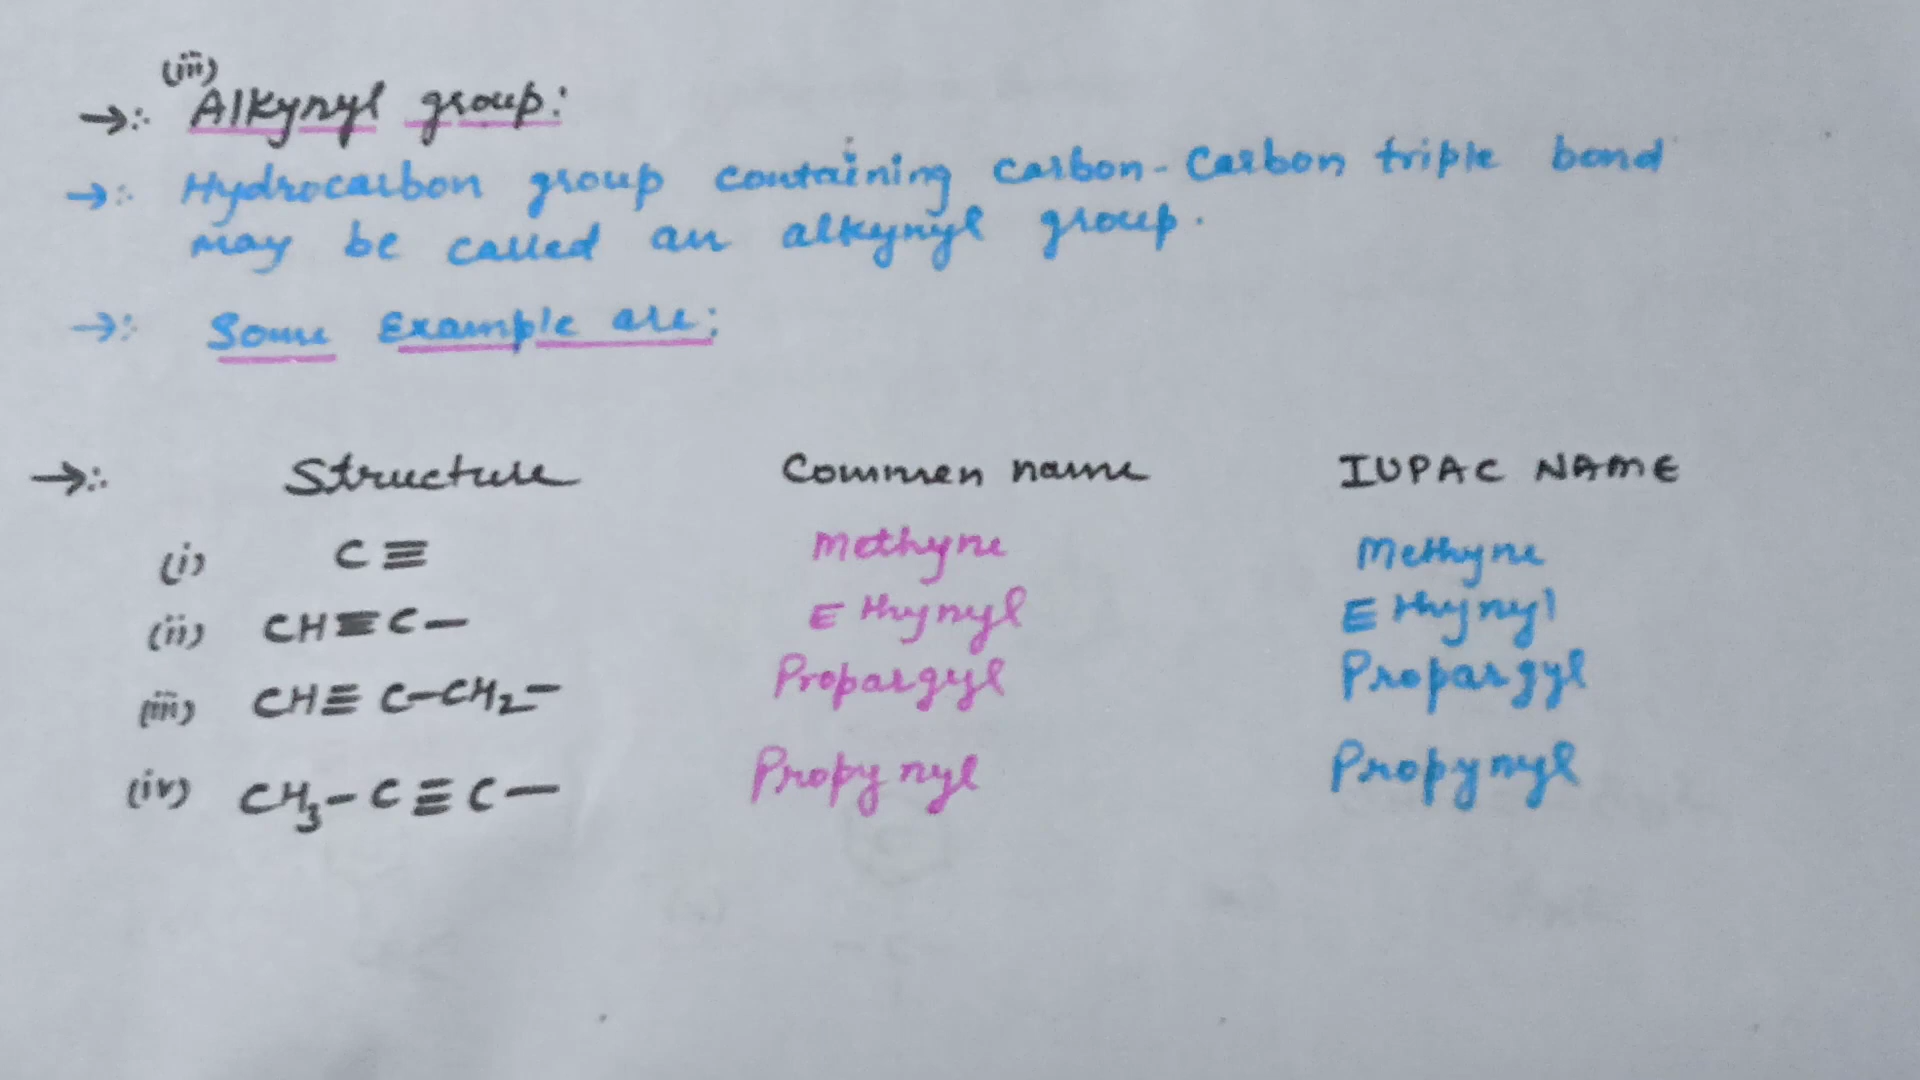 (iii)
→:. Alkynyl group:
→:. Hydrocarbon group containing carbon-Carbon triple bond
may be called an alkynyl group.
→:. Some Example are:
→:. Structure Common name IUPAC NAME
(i) C≡ Methyne Methyne
(ii) CH≡C— Ethynyl Ethynyl
(iii) CH≡C—CH2— Propargyl Propargyl
(iv) CH3—C≡C— Propynyl Propynyl